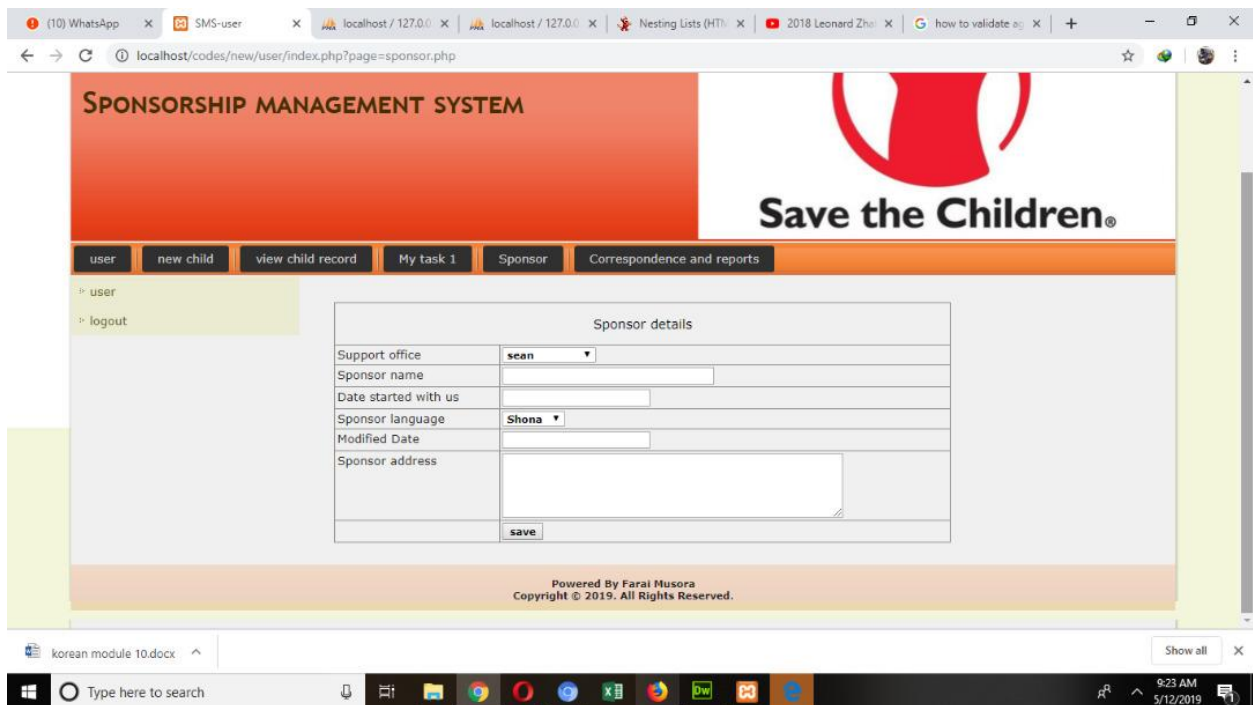 (10) WhatsApp
SMS-user
localhost / 127.0.0
localhost / 127.0.0
Nesting Lists (HTM
2018 Leonard Zha
how to validate ag
localhost/codes/new/user/index.php?page=sponsor.php
SPONSORSHIP MANAGEMENT SYSTEM
Save the Children®
user
new child
view child record
My task 1
Sponsor
Correspondence and reports
user
logout
Sponsor details
Support office
sean
Sponsor name
Date started with us
Sponsor language
Shona
Modified Date
Sponsor address
save
Powered By Farai Musora
Copyright © 2019. All Rights Reserved.
korean module 10.docx
Show all
Type here to search
Dw
9:23 AM
5/12/2019